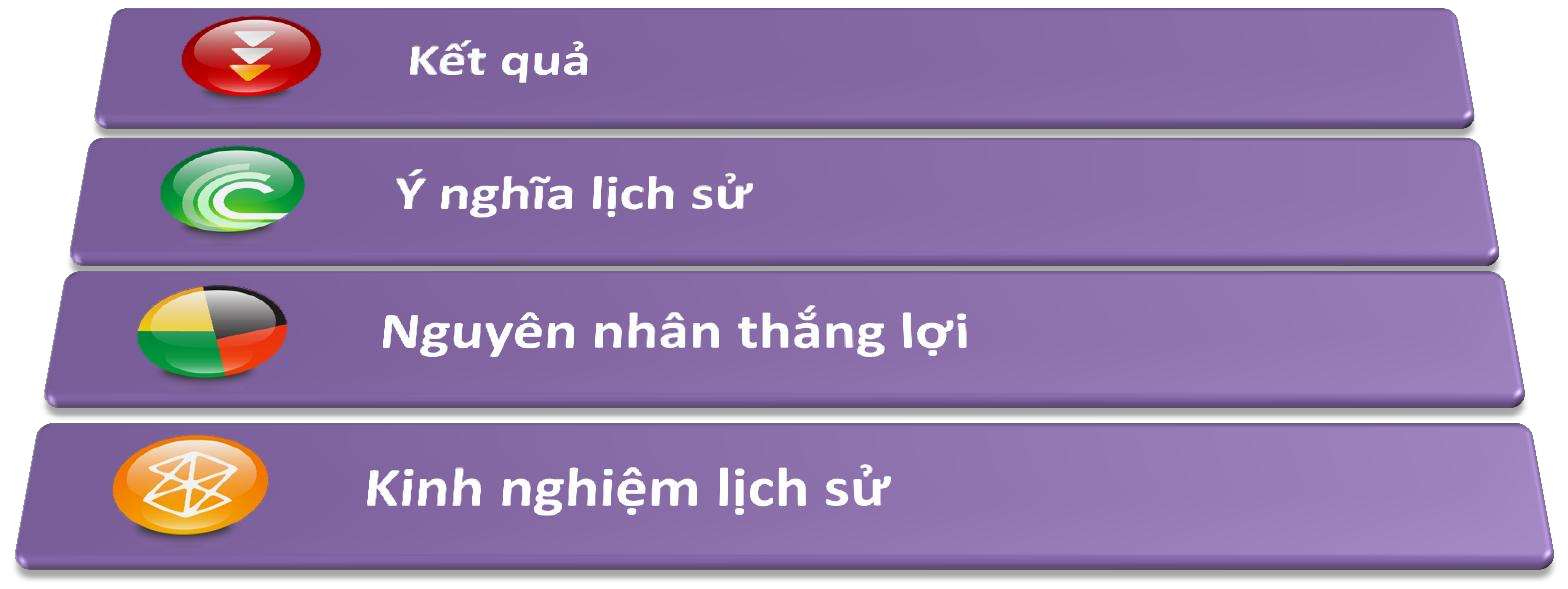 Kết quả
Ý nghĩa lịch sử
Nguyên nhân thắng lợi
Kinh nghiệm lịch sử